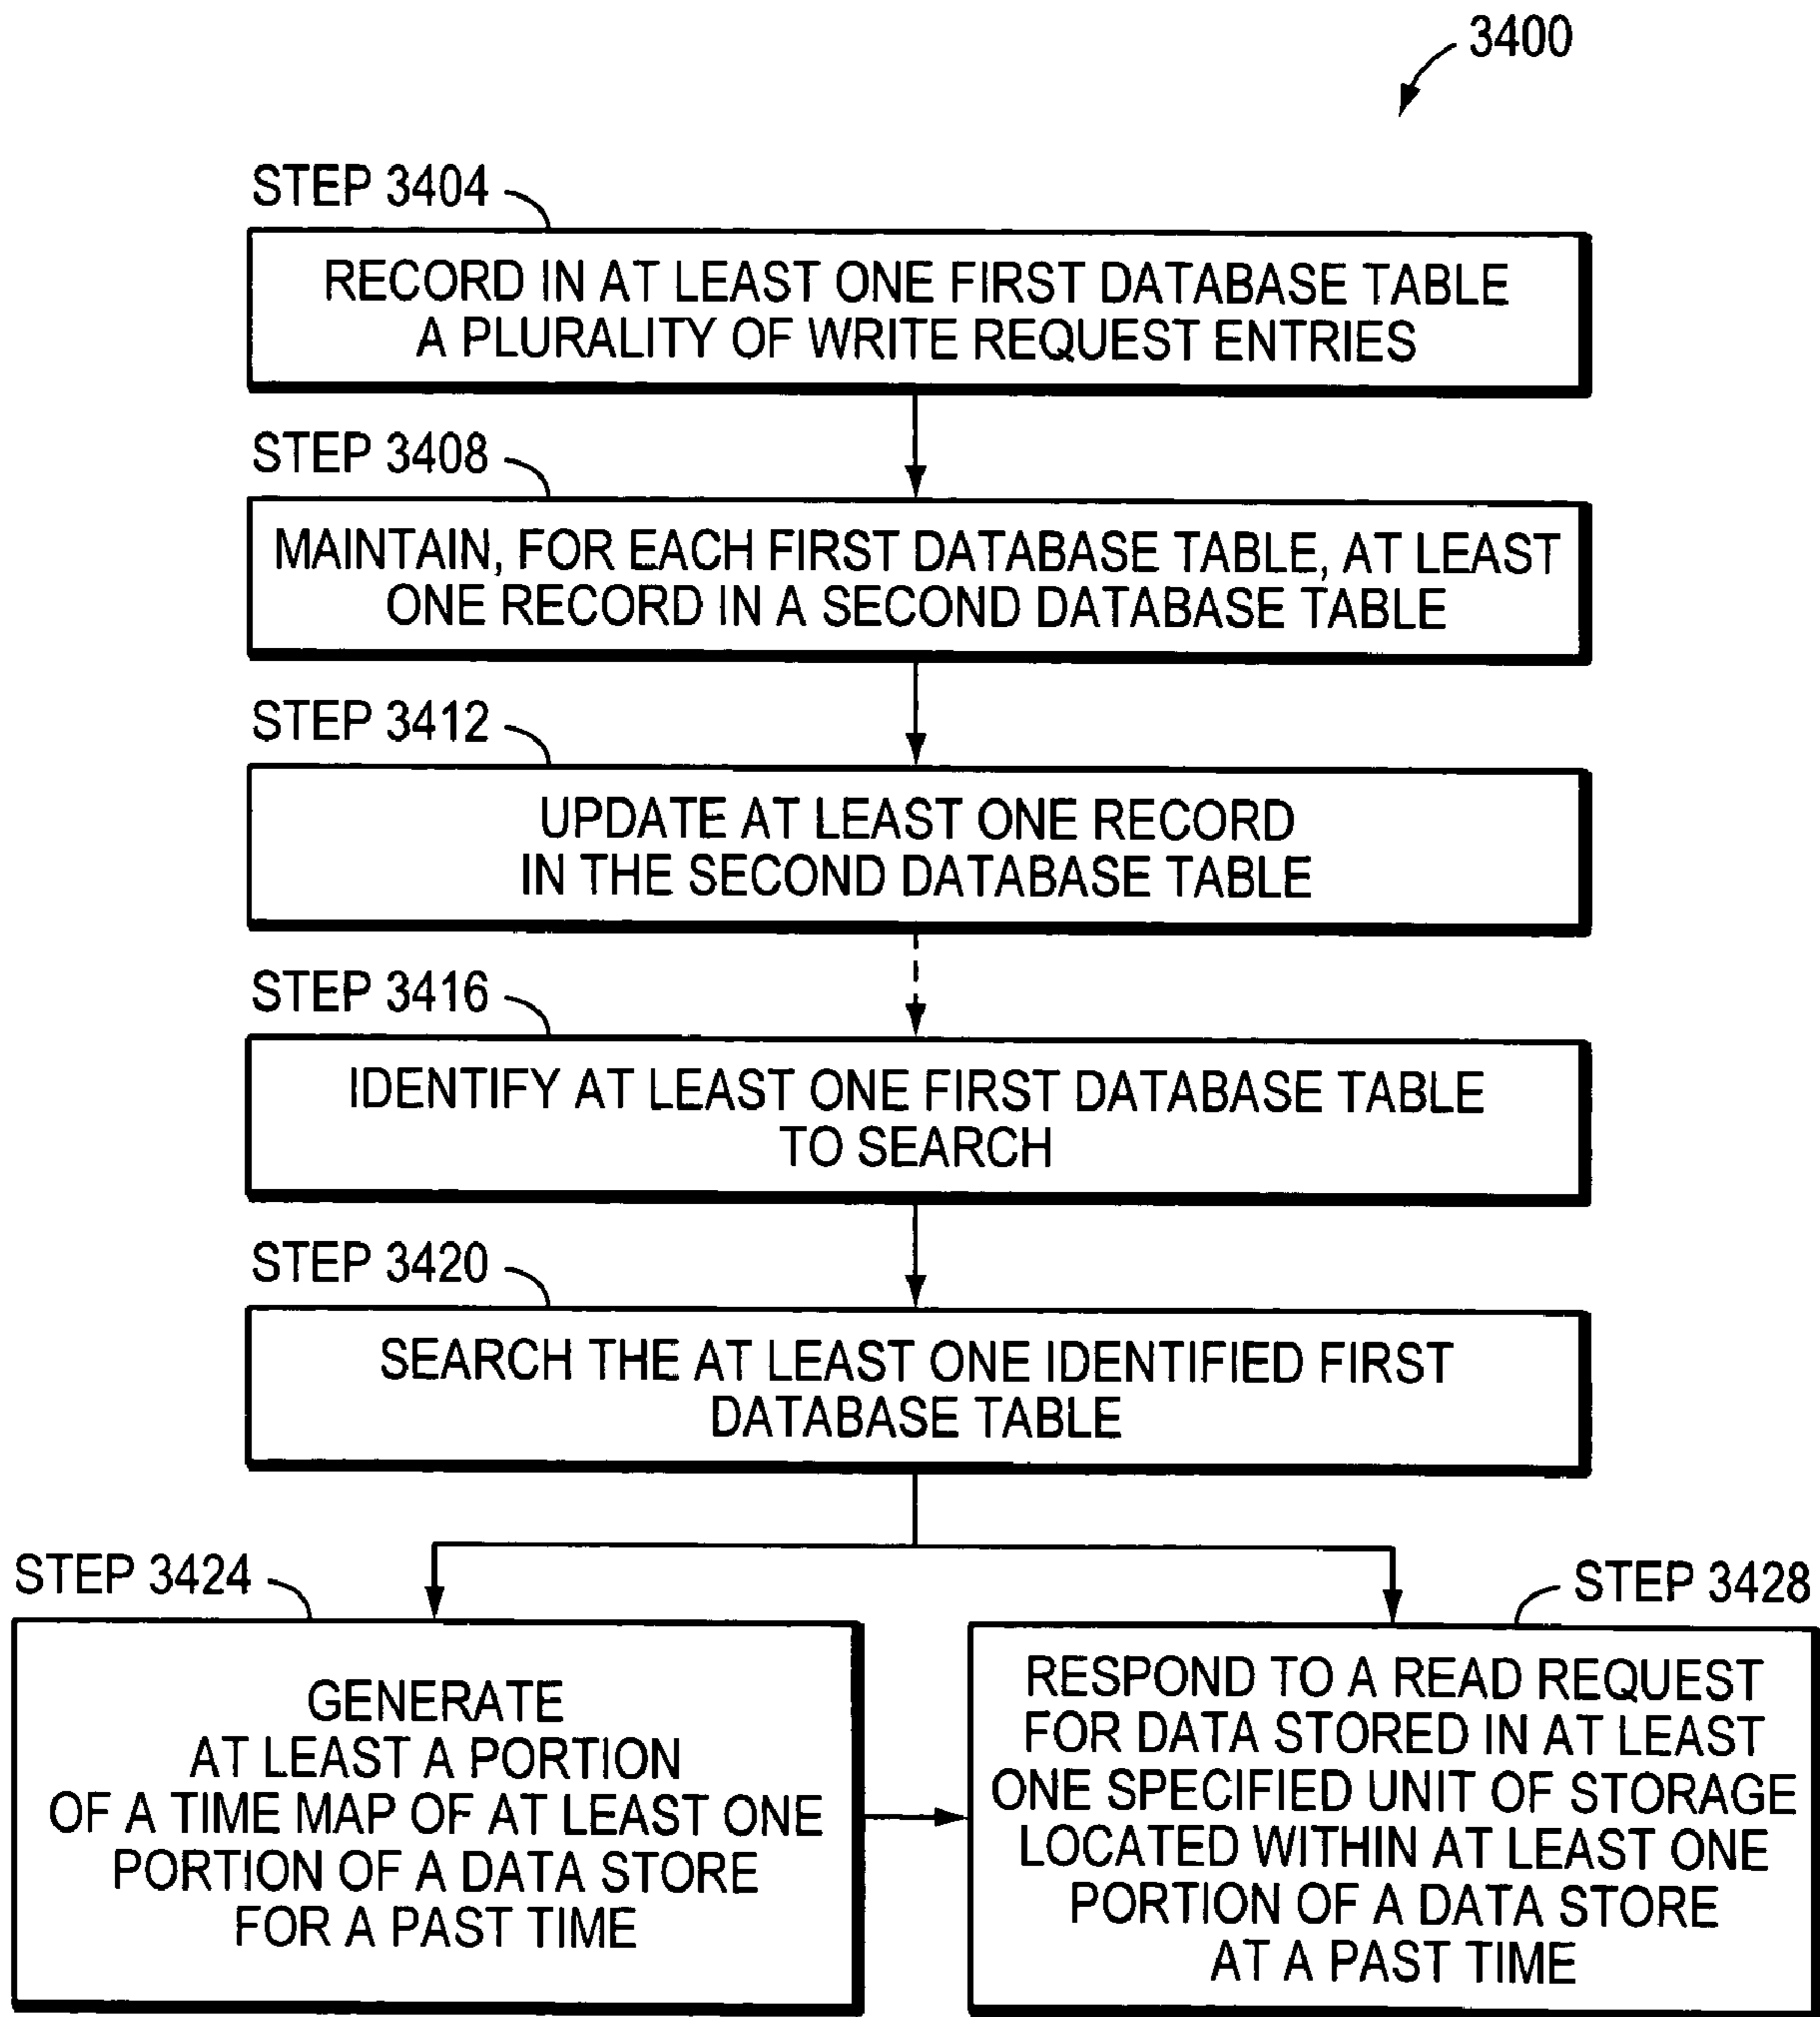 3400
STEP 3404
RECORD IN AT LEAST ONE FIRST DATABASE TABLE
A PLURALITY OF WRITE REQUEST ENTRIES
STEP 3408
MAINTAIN, FOR EACH FIRST DATABASE TABLE, AT LEAST
ONE RECORD IN A SECOND DATABASE TABLE
STEP 3412
UPDATE AT LEAST ONE RECORD
IN THE SECOND DATABASE TABLE
STEP 3416
IDENTIFY AT LEAST ONE FIRST DATABASE TABLE
TO SEARCH
STEP 3420
SEARCH THE AT LEAST ONE IDENTIFIED FIRST
DATABASE TABLE
STEP 3424
GENERATE
AT LEAST A PORTION
OF A TIME MAP OF AT LEAST ONE
PORTION OF A DATA STORE
FOR A PAST TIME
STEP 3428
RESPOND TO A READ REQUEST
FOR DATA STORED IN AT LEAST
ONE SPECIFIED UNIT OF STORAGE
LOCATED WITHIN AT LEAST ONE
PORTION OF A DATA STORE
AT A PAST TIME